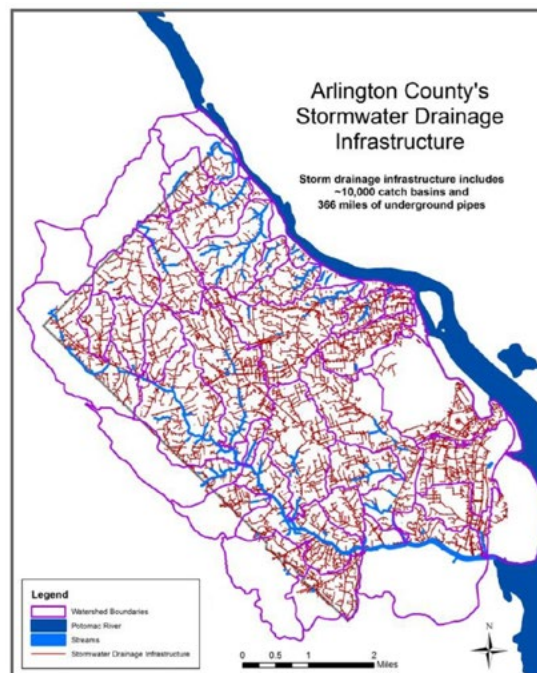 Arlington County's
Stormwater Drainage
Infrastructure
Storm drainage infrastructure includes
~10,000 catch basins and
366 miles of underground pipes
Legend
Watershed Boundaries
Potomac River
Streams
Stormwater Drainage Infrastructure
N
0 0.5 1 2
Miles